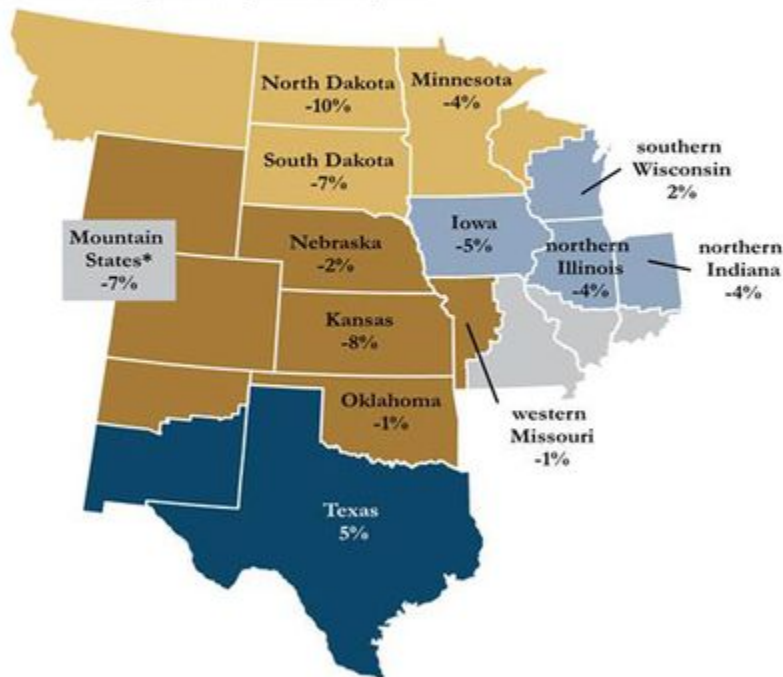 North Dakota
-10%
Minnesota
-4%
South Dakota
-7%
southern
Wisconsin
2%
Mountain
States*
-7%
Nebraska
-2%
Iowa
-5%
northern
Illinois
-4%
northern
Indiana
-4%
Kansas
-8%
Oklahoma
-1%
western
Missouri
-1%
Texas
5%